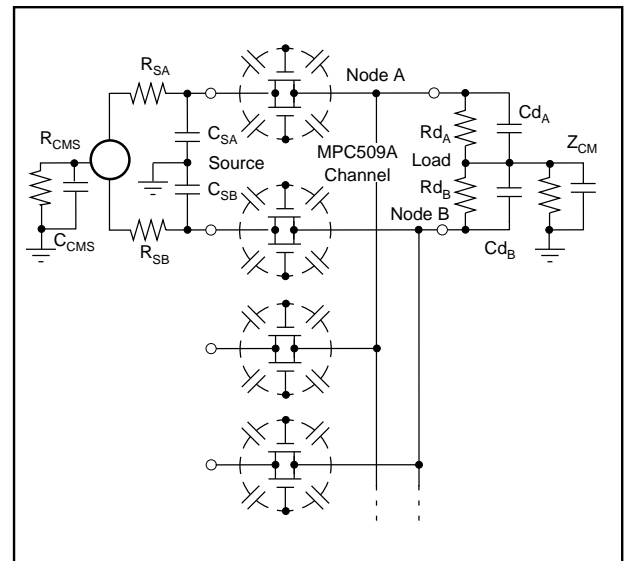 R_SA
Node A
Cd_A
R_CMS
C_SA
Rd_A
Z_CM
MPC509A
Source
Load
Channel
C_SB
Rd_B
Node B
C_CMS
R_SB
Cd_B